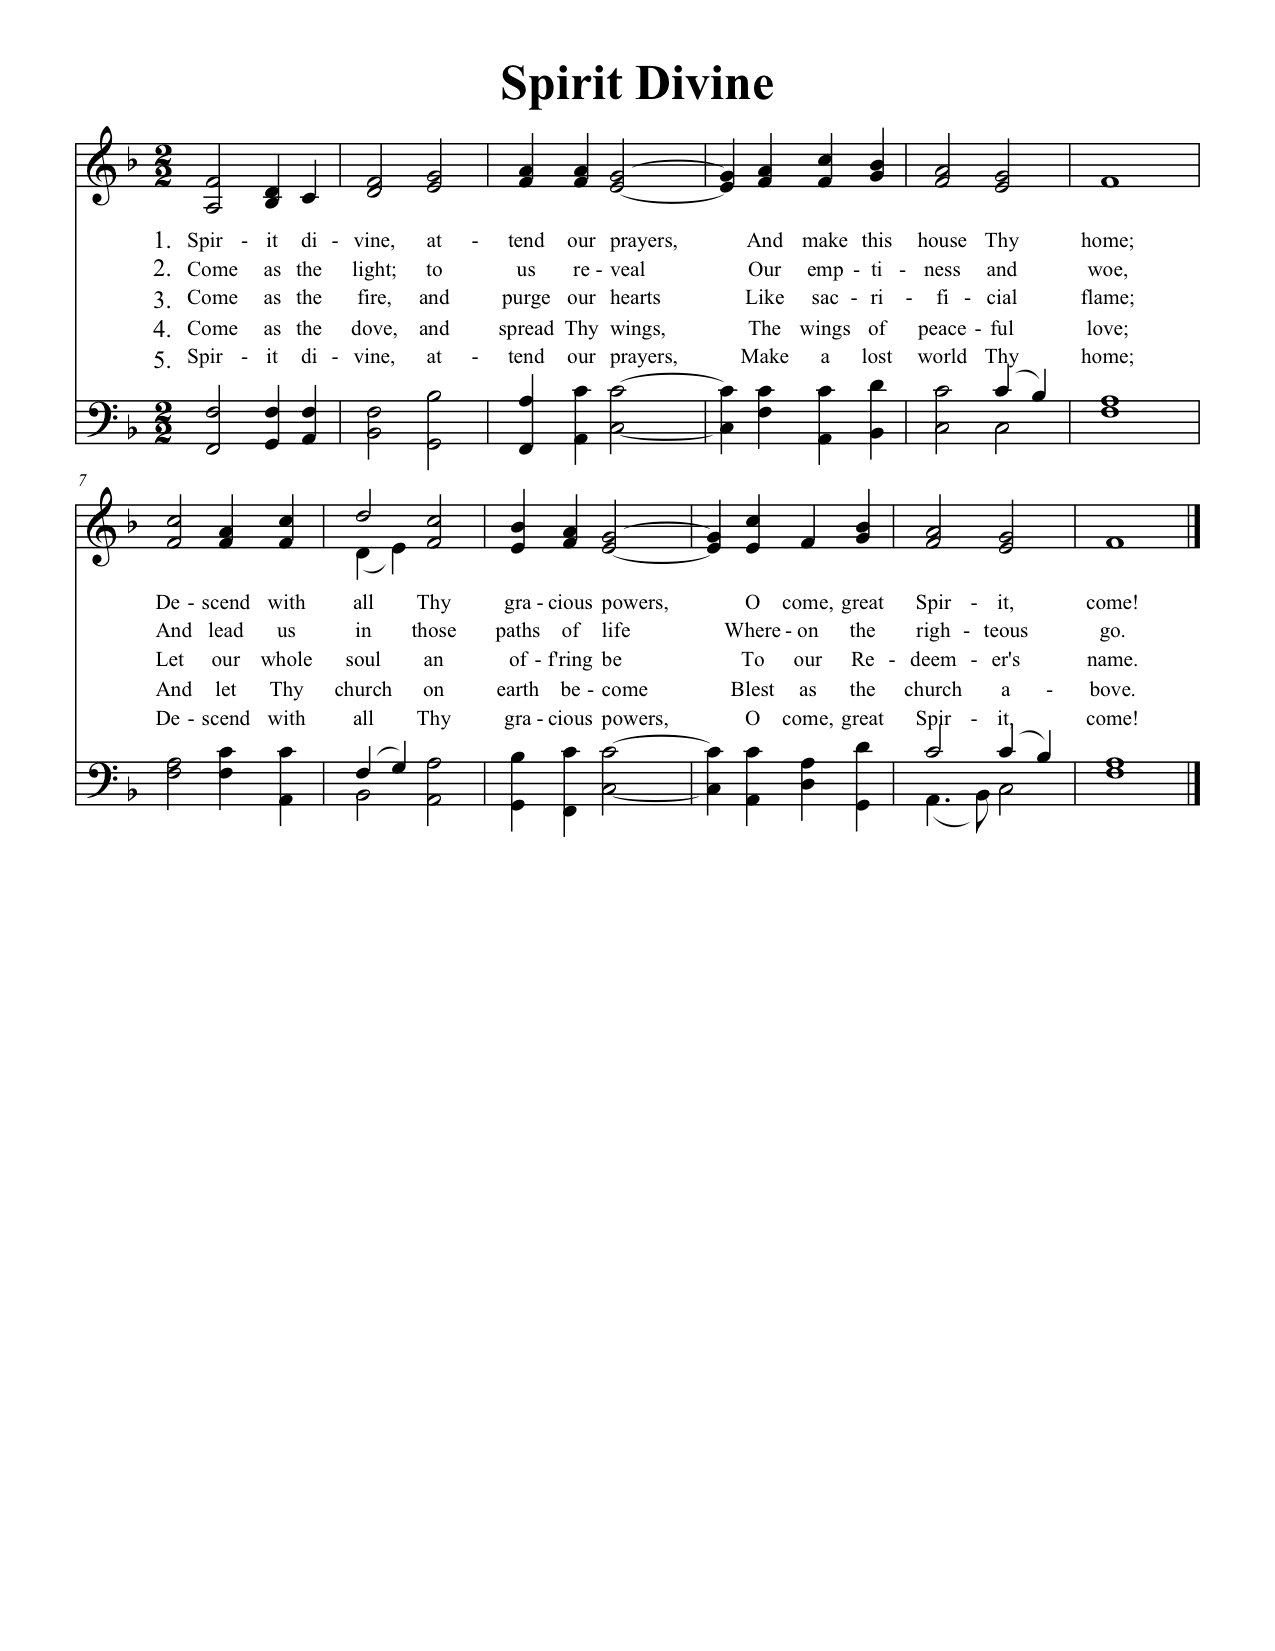 Spirit Divine
2
2
1. Spir - it di - vine, at - tend our prayers, And make this house Thy home;
2. Come as the light; to us re - veal Our emp - ti - ness and woe,
3. Come as the fire, and purge our hearts Like sac - ri - fi - cial flame;
4. Come as the dove, and spread Thy wings, The wings of peace - ful love;
5. Spir - it di - vine, at - tend our prayers, Make a lost world Thy home;
2
2
7
De - scend with all Thy gra - cious powers, O come, great Spir - it, come!
And lead us in those paths of life Where - on the righ - teous go.
Let our whole soul an of - f'ring be To our Re - deem - er's name.
And let Thy church on earth be - come Blest as the church a - bove.
De - scend with all Thy gra - cious powers, O come, great Spir - it, come!